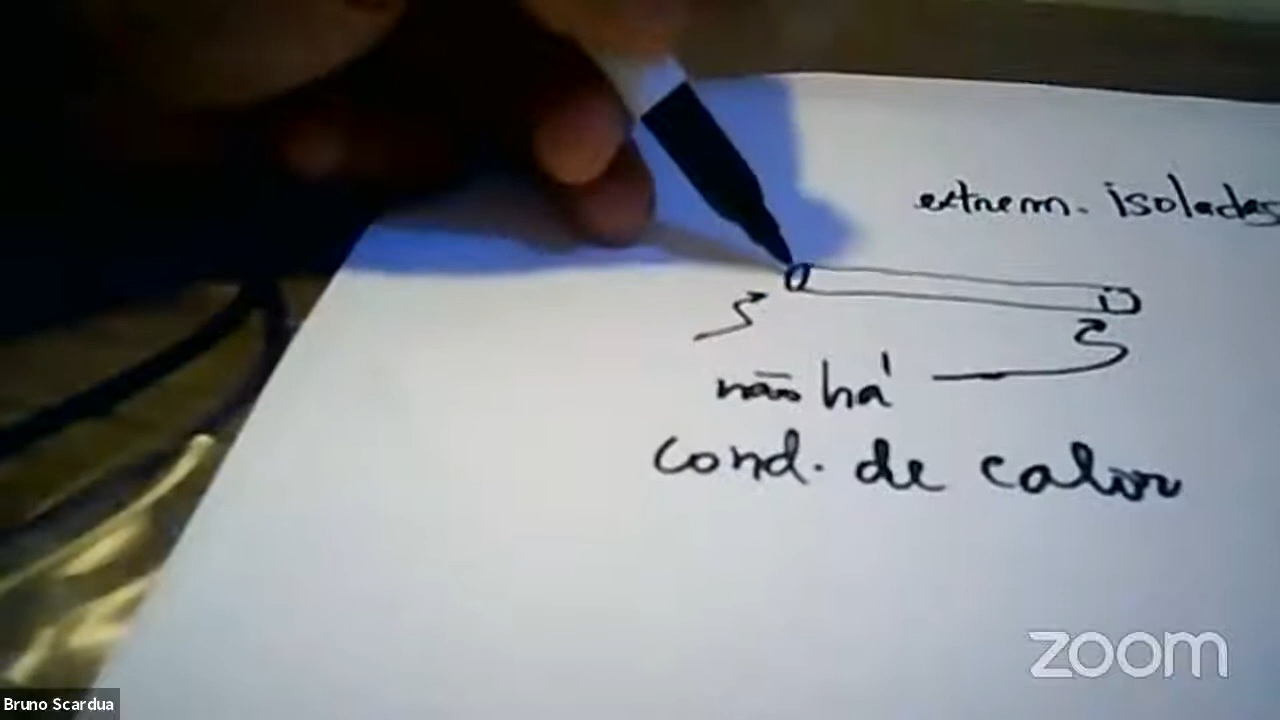 extrem. isoladas
não há
cond. de calor
zoom
Bruno Scardua